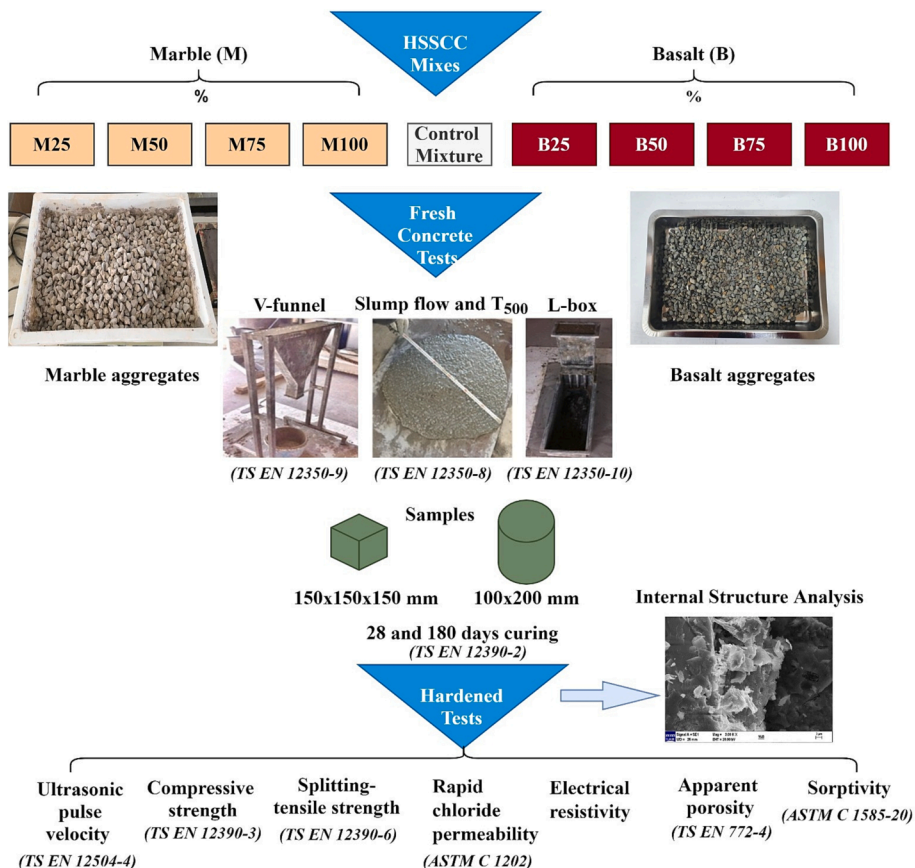 HSSCC
Mixes
Marble (M)
%
Basalt (B)
%
M25
M50
M75
M100
Control
Mixture
B25
B50
B75
B100
Fresh
Concrete
Tests
Marble aggregates
Basalt aggregates
V-funnel
Slump flow and T500
L-box
(TS EN 12350-9)
(TS EN 12350-8)
(TS EN 12350-10)
Samples
150x150x150 mm
100x200 mm
28 and 180 days curing
(TS EN 12390-2)
Internal Structure Analysis
Hardened
Tests
Ultrasonic
pulse
velocity
(TS EN 12504-4)
Compressive
strength
(TS EN 12390-3)
Splitting-
tensile strength
(TS EN 12390-6)
Rapid
chloride
permeability
(ASTM C 1202)
Electrical
resistivity
Apparent
porosity
(TS EN 772-4)
Sorptivity
(ASTM C 1585-20)